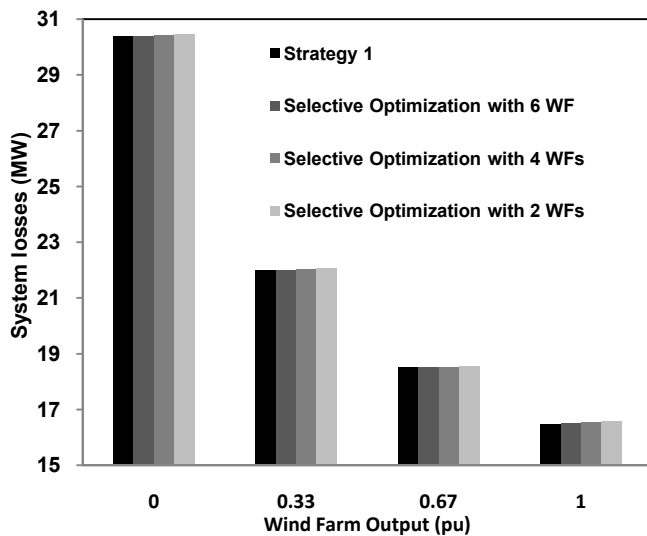 31
29
27
25
23
21
19
17
15
System losses (MW)
Strategy 1
Selective Optimization with 6 WF
Selective Optimization with 4 WFs
Selective Optimization with 2 WFs
0 0.33 0.67 1
Wind Farm Output (pu)